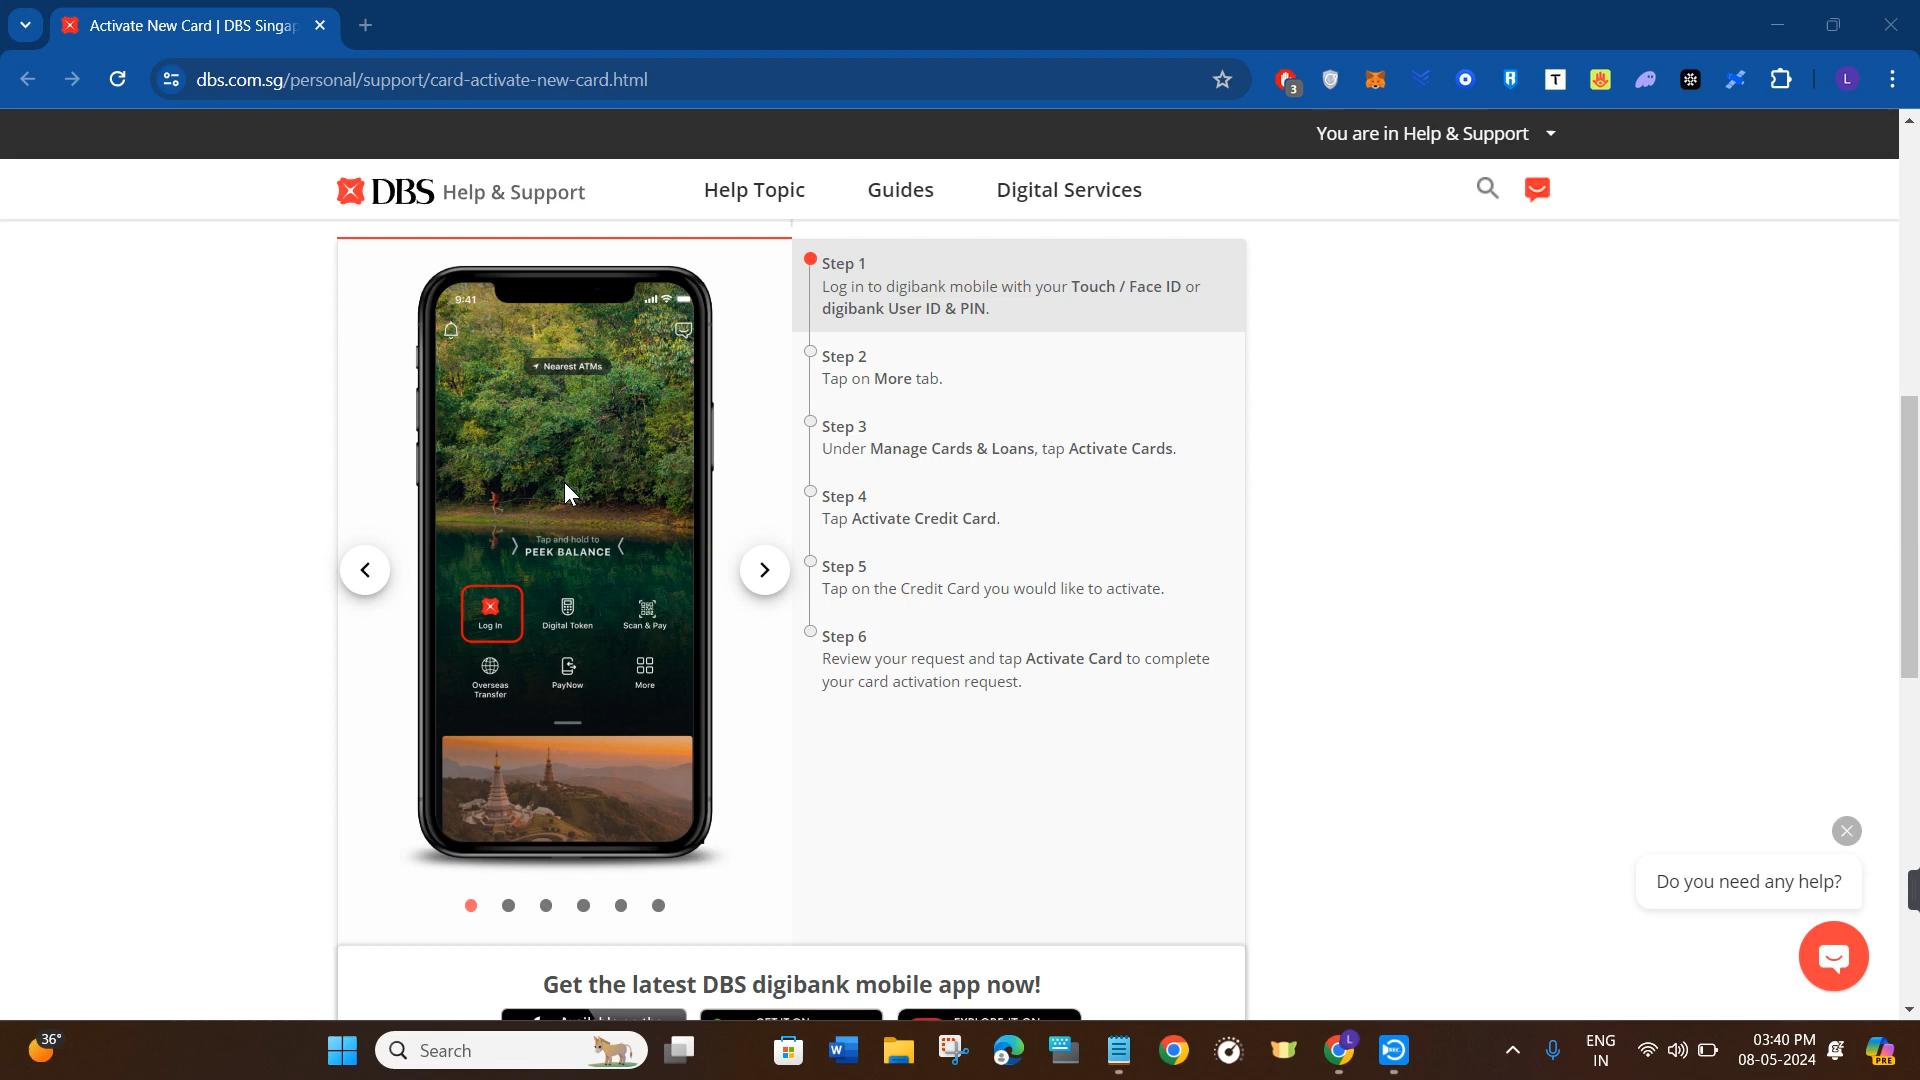 Activate New Card | DBS Singap
dbs.com.sg/personal/support/card-activate-new-card.html
3
T
L
You are in Help & Support
DBS Help & Support
Help Topic
Guides
Digital Services
9:41
Nearest ATMs
Tap and hold to
PEEK BALANCE
Log In
Digital Token
Scan & Pay
Overseas
Transfer
PayNow
More
Step 1
Log in to digibank mobile with your Touch / Face ID or
digibank User ID & PIN.
Step 2
Tap on More tab.
Step 3
Under Manage Cards & Loans, tap Activate Cards.
Step 4
Tap Activate Credit Card.
Step 5
Tap on the Credit Card you would like to activate.
Step 6
Review your request and tap Activate Card to complete
your card activation request.
Do you need any help?
Get the latest DBS digibank mobile app now!
36°
Search
L
REC
ENG
IN
03:40 PM
08-05-2024
PRE